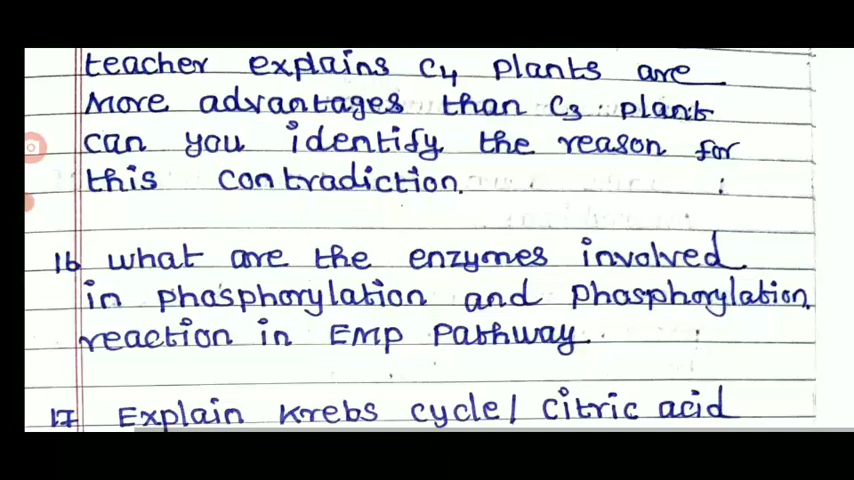 teacher explains C4 plants are
more advantages than C3 plant
can you identify the reason for
this contradiction.
16 what are the enzymes involved
in phosphorylation and phosphorylation
reaction in EMP Pathway.
17 Explain Krebs cycle/ citric acid